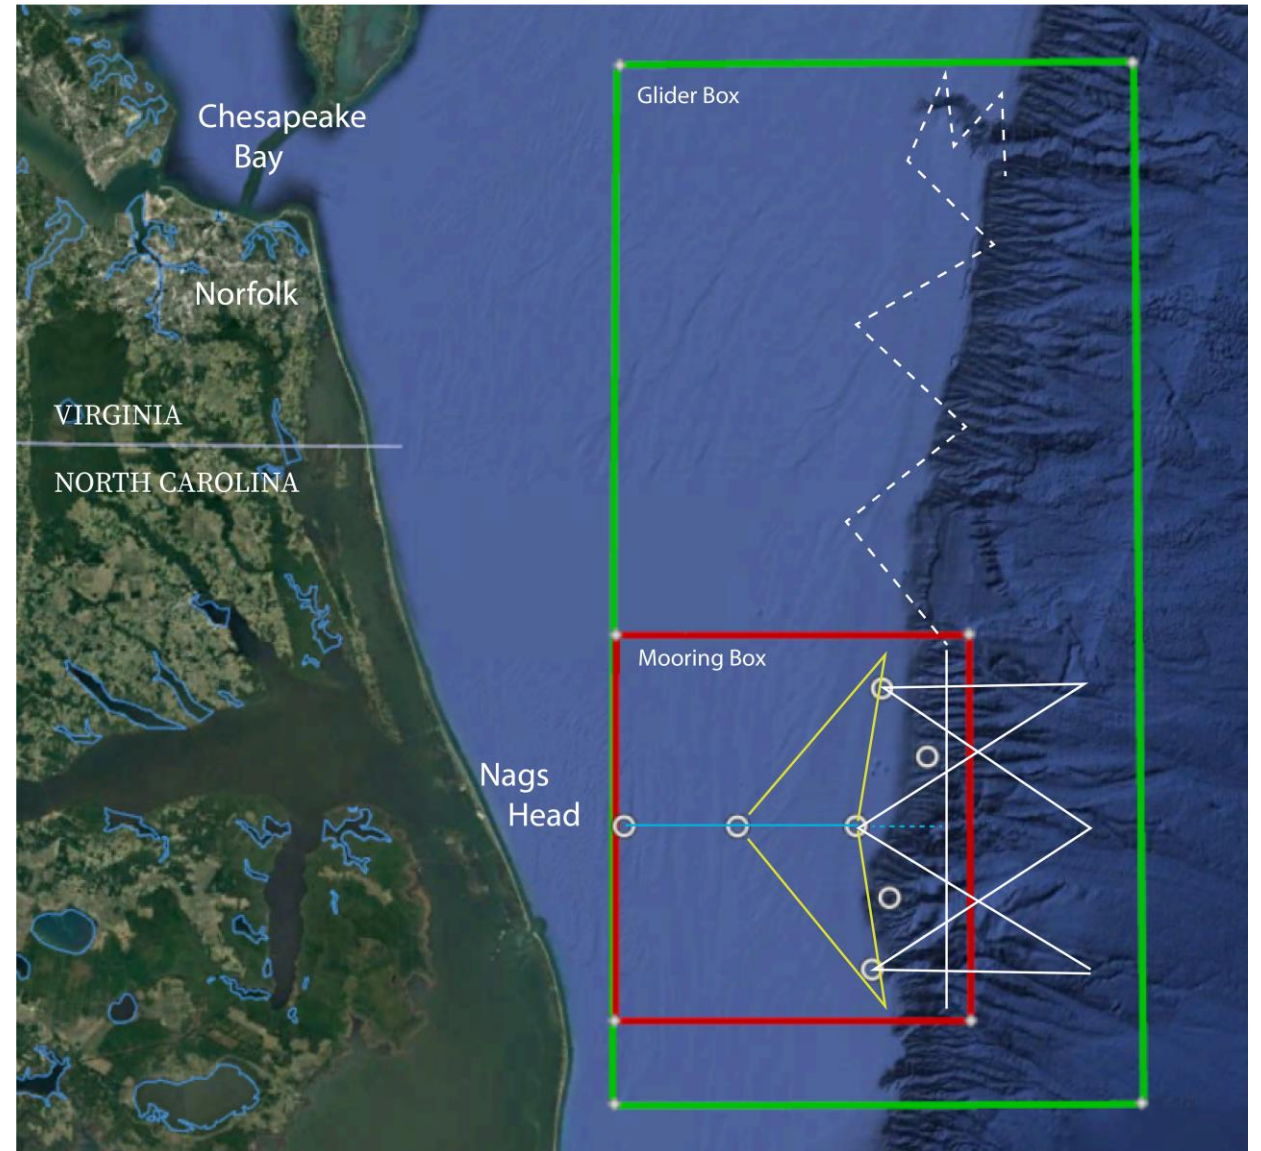 Chesapeake
Bay
Glider Box
Norfolk
VIRGINIA
NORTH CAROLINA
Mooring Box
Nags
Head